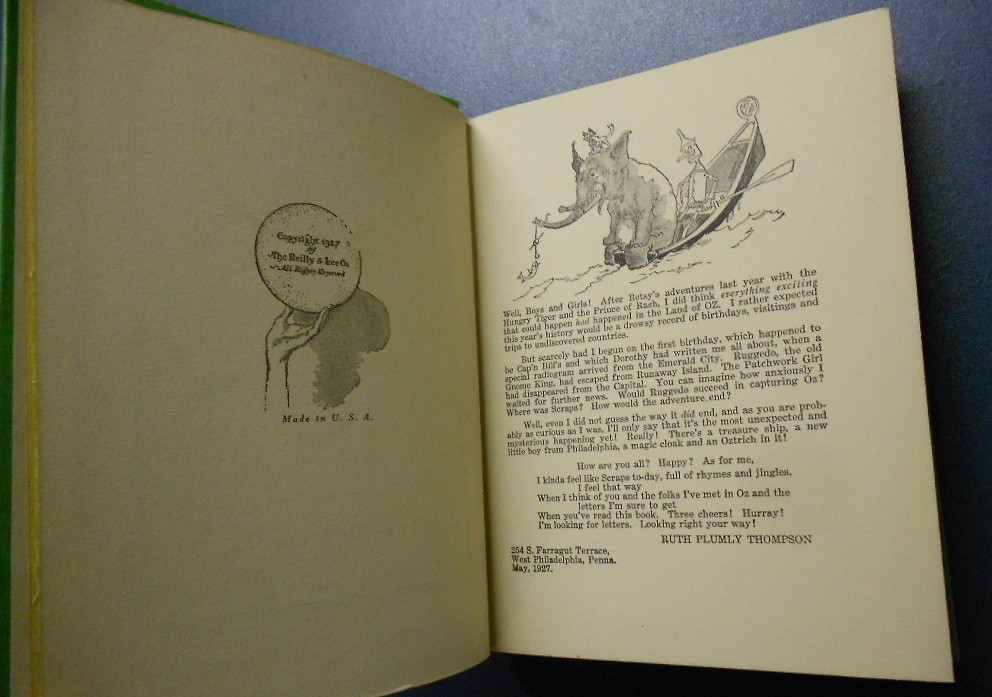 Copyright 1927
by
The Reilly & Lee Co.
All Rights Reserved
Made in U. S. A.
Well, Boys and Girls! After Betsy's adventures last year with the
Hungry Tiger and the Prince of Rash, I did think everything exciting
that could happen had happened in the Land of OZ. I rather expected
this year's history would be a drowsy record of birthdays, visitings and
trips to undiscovered countries.
But scarcely had I begun on the first birthday, which happened to
be Cap'n Bill's and which Dorothy had written me all about, when a
special radiogram arrived from the Emerald City. Ruggedo, the old
Gnome King, had escaped from Runaway Island. The Patchwork Girl
had disappeared from the Capital. You can imagine how anxiously I
waited for further news. Would Ruggedo succeed in capturing Oz?
Where was Scraps? How would the adventure end?
Well, even I did not guess the way it did end, and as you are prob-
ably as curious as I was, I'll only say that it's the most unexpected and
mysterious happening yet! Really! There's a treasure ship, a new
little boy from Philadelphia, a magic cloak and an Oztrich in it!
How are you all? Happy? As for me,
I kinda feel like Scraps to-day, full of rhymes and jingles.
I feel that way
When I think of you and the folks I've met in Oz and the
letters I'm sure to get
When you've read this book. Three cheers! Hurray!
I'm looking for letters. Looking right your way!
RUTH PLUMLY THOMPSON
254 S. Farragut Terrace,
West Philadelphia, Penna.
May, 1927.